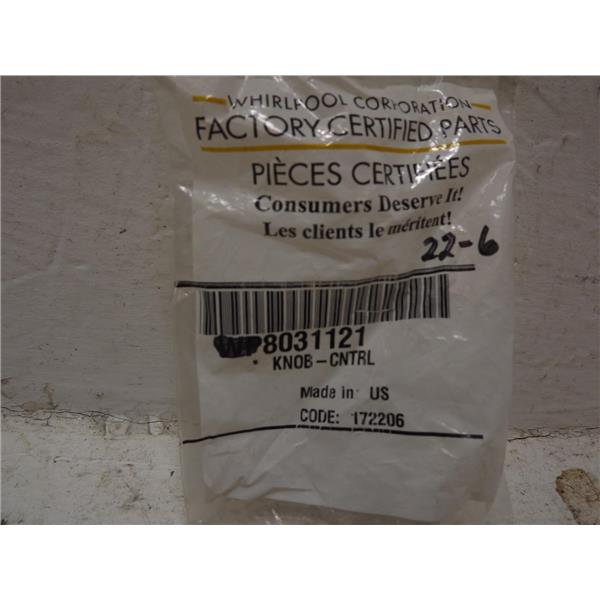 WHIRLPOOL CORPORATION
FACTORY CERTIFIED PARTS
PIÈCES CERTIFIÉES
Consumers Deserve It!
Les clients le méritent!
22-6
WP8031121
KNOB-CNTRL
Made in: US
CODE: 172206